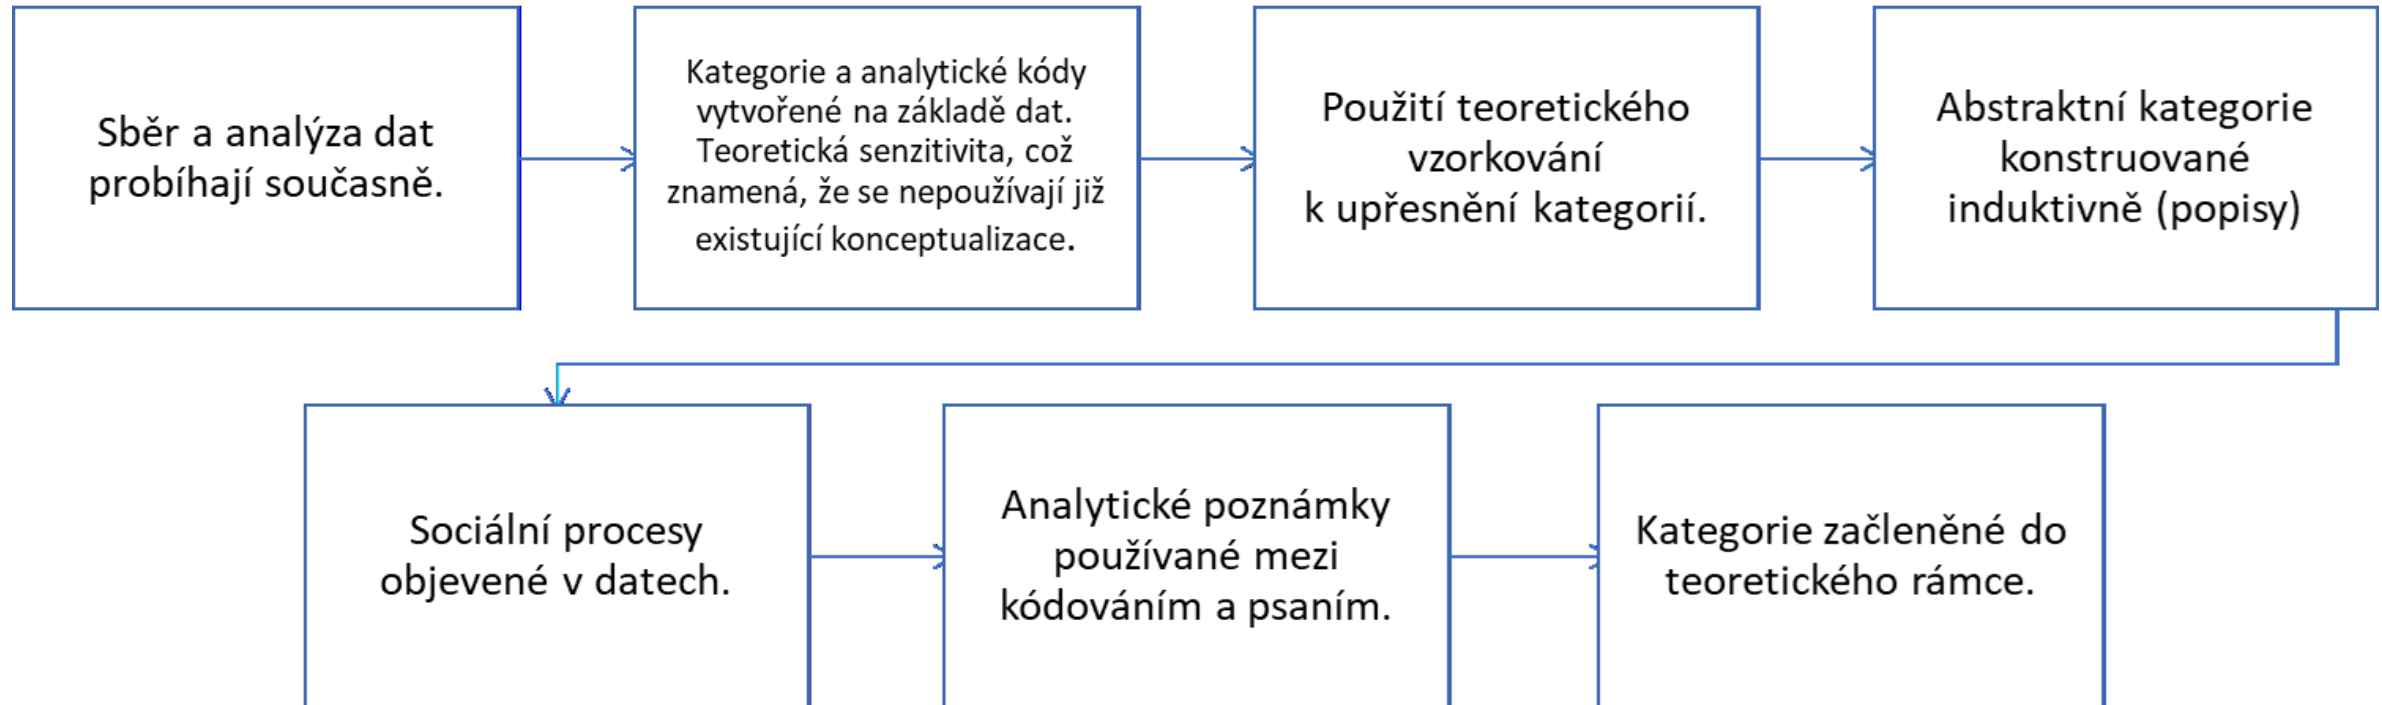 Sběr a analýza dat
probíhají současně.
Kategorie a analytické kódy
vytvořené na základě dat.
Teoretická senzitivita, což
znamená, že se nepoužívají již
existující konceptualizace.
Použití teoretického
vzorkování
k upřesnění kategorií.
Abstraktní kategorie
konstruované
induktivně (popisy)
Sociální procesy
objevené v datech.
Analytické poznámky
používané mezi
kódováním a psaním.
Kategorie začleněné do
teoretického rámce.